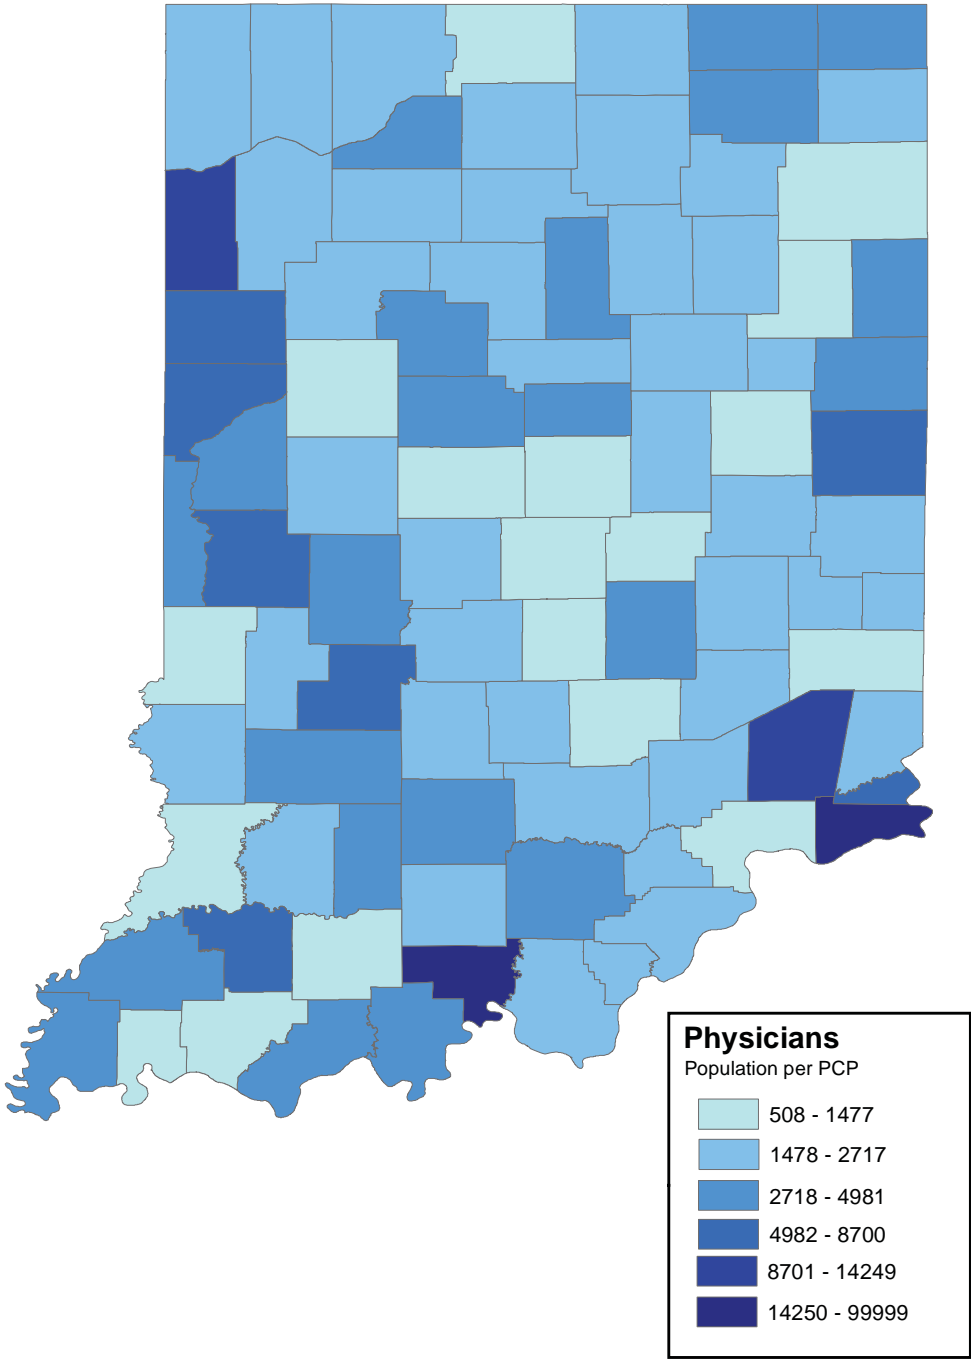 Physicians
Population per PCP
508 - 1477
1478 - 2717
2718 - 4981
4982 - 8700
8701 - 14249
14250 - 99999